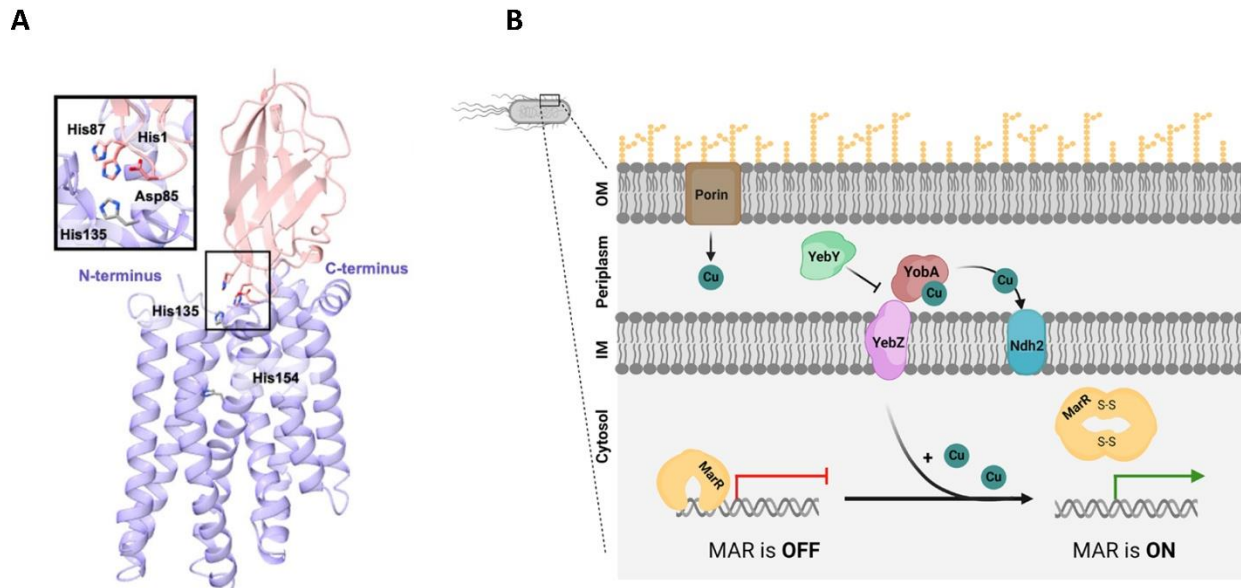 A
B
His87
His1
Asp85
His135
N-terminus
C-terminus
His135
His154
OM
Porin
Periplasm
Cu
YebY
YobA
Cu
Cu
IM
YebZ
Ndh2
Cytosol
MarR
S-S
S-S
+
Cu
Cu
MarR
MAR is OFF
MAR is ON